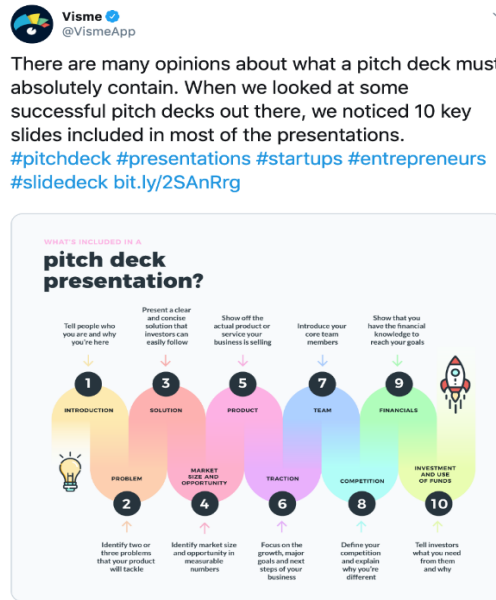 Visme
@VismeApp
There are many opinions about what a pitch deck must
absolutely contain. When we looked at some
successful pitch decks out there, we noticed 10 key
slides included in most of the presentations.
#pitchdeck #presentations #startups #entrepreneurs
#slidedeck bit.ly/2SAnRrg
WHAT'S INCLUDED IN A
pitch deck
presentation?
Tell people who
you are and why
you're here
1
INTRODUCTION
PROBLEM
2
Identify two or
three problems
that your product
will tackle
Present a clear
and concise
solution that
investors can
easily follow
3
SOLUTION
MARKET
SIZE AND
OPPORTUNITY
4
Identify market size
and opportunity in
measurable
numbers
Show off the
actual product or
service your
business is selling
5
PRODUCT
TRACTION
6
Focus on the
growth, major
goals and next
steps of your
business
Introduce your
core team
members
7
TEAM
COMPETITION
8
Define your
competition
and explain
why you're
different
Show that you
have the financial
knowledge to
reach your goals
9
FINANCIALS
INVESTMENT
AND USE
OF FUNDS
10
Tell investors
what you need
from them
and why